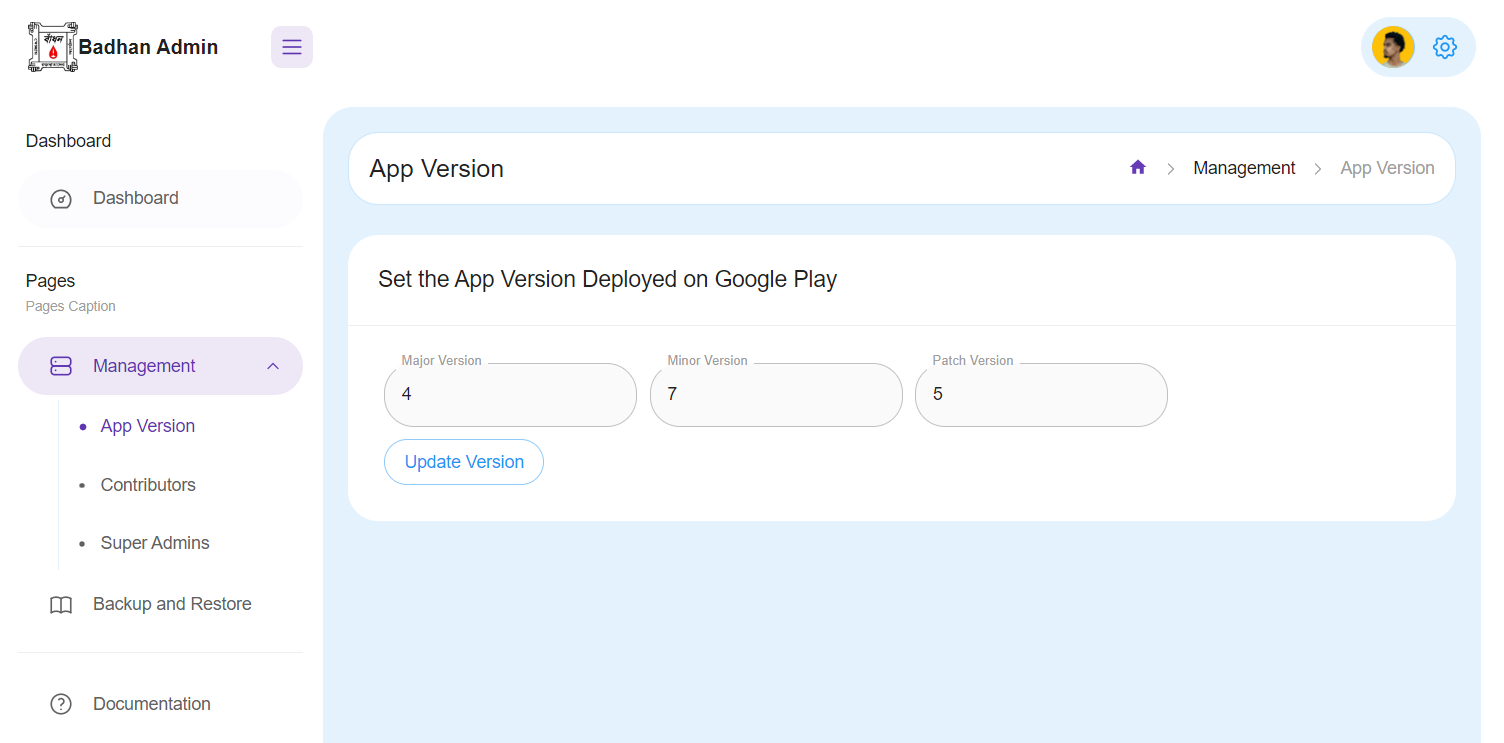 বাঁধন
Badhan Admin
Dashboard
Dashboard
Pages
Pages Caption
Management
App Version
Contributors
Super Admins
Backup and Restore
Documentation
App Version
Management
App Version
Set the App Version Deployed on Google Play
Major Version
4
Minor Version
7
Patch Version
5
Update Version